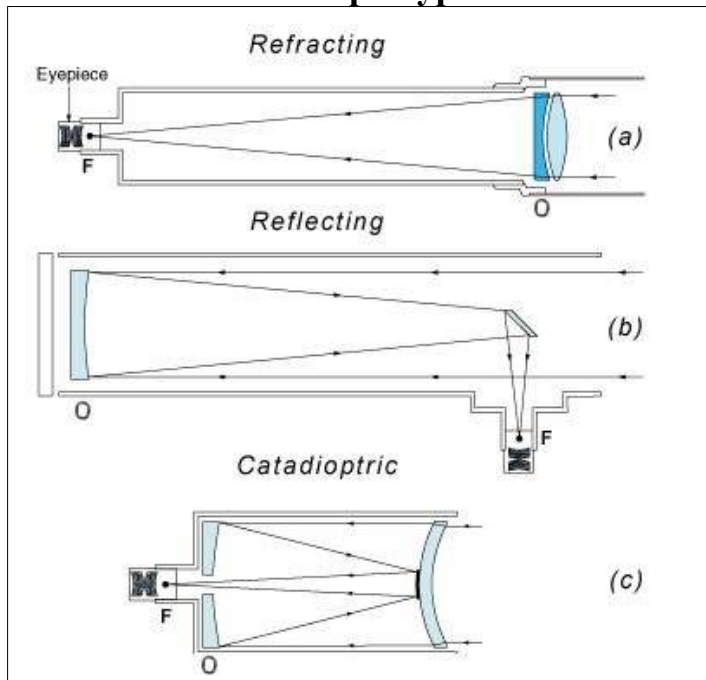 Refracting
Eyepiece
(a)
F
O
Reflecting
(b)
O
F
Catadioptric
(c)
F
O